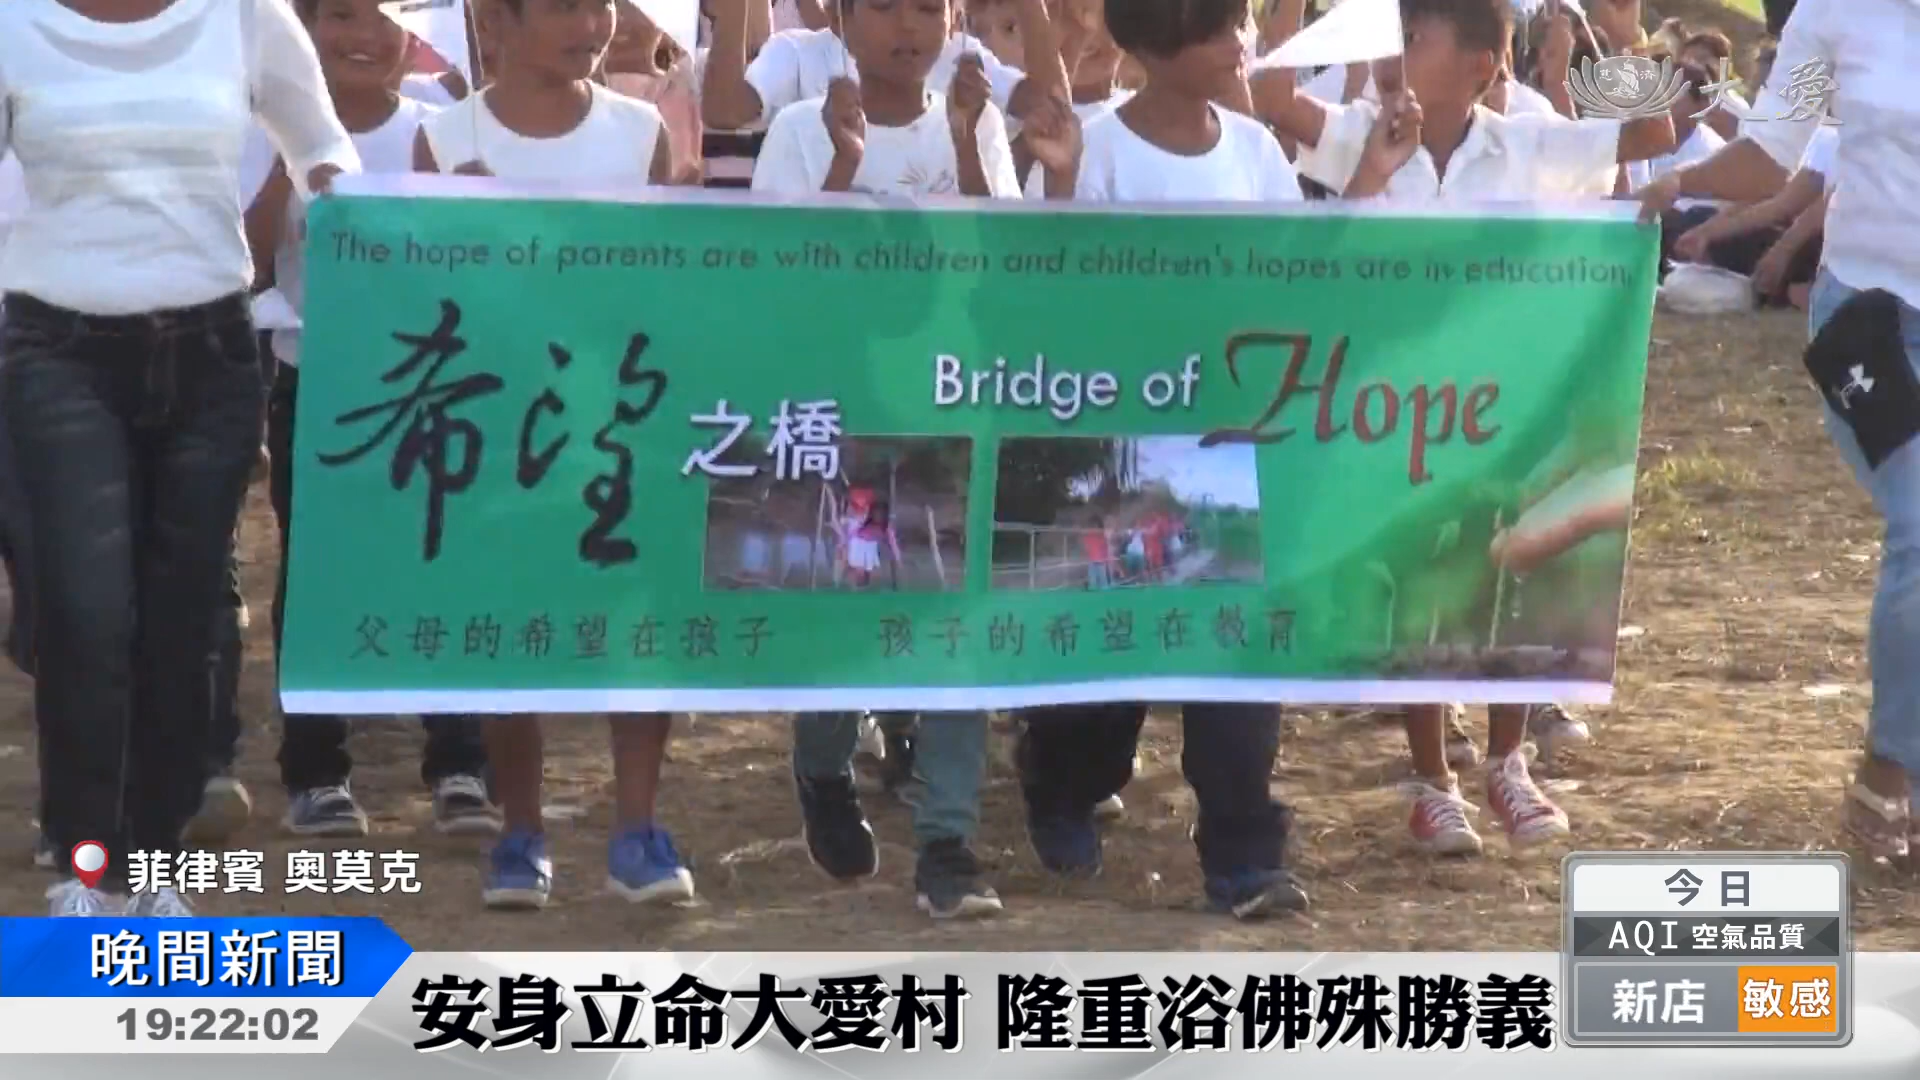 慈濟
大愛
The hope of parents are with children and children's hopes are in education,
希望之橋
Bridge of Hope
父母的希望在孩子 孩子的希望在教育
菲律賓 奧莫克
晚間新聞
19:22:02
安身立命大愛村 隆重浴佛殊勝義
今日
AQI 空氣品質
新店 敏感